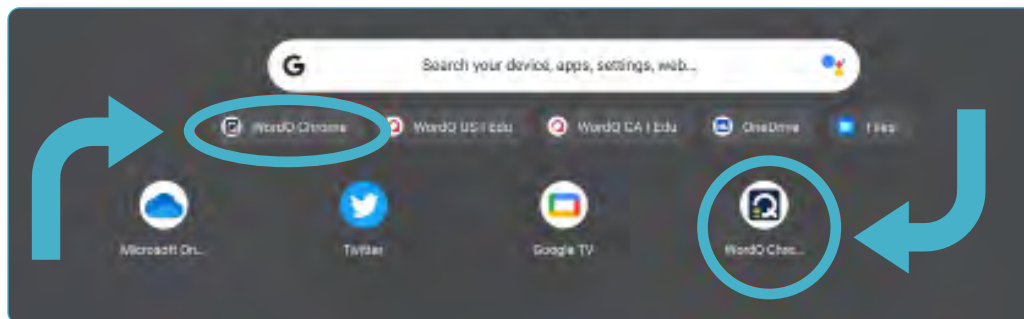 G Search your device, apps, settings, web...
WordQ Chrome WordQ US | Edu WordQ CA | Edu OneDrive Files
Microsoft On... Twitter Google TV WordQ Chro...